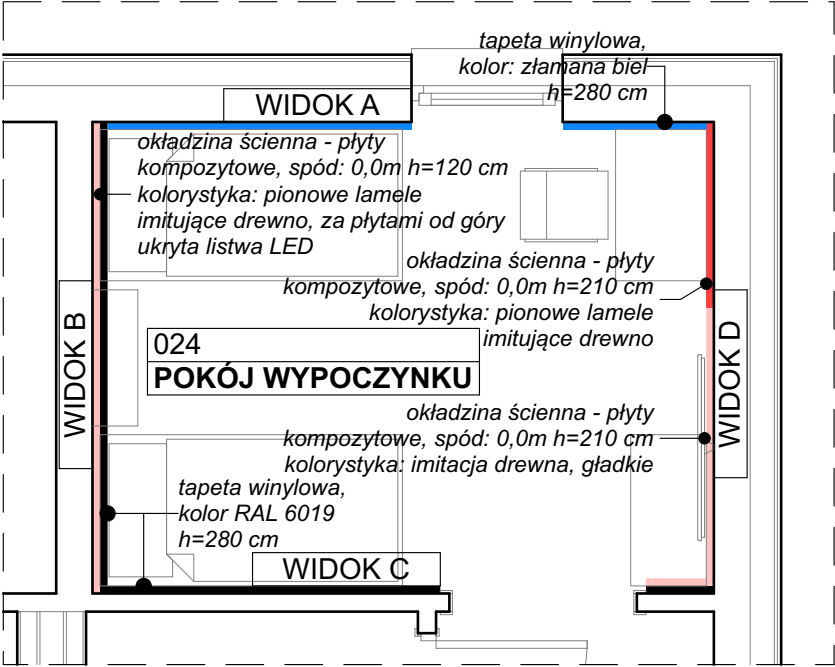 tapeta winylowa,
kolor: złamana biel
h=280 cm
WIDOK A
okładzina ścienna - płyty
kompozytowe, spód: 0,0m h=120 cm
kolorystyka: pionowe lamele
imitujące drewno, za płytami od góry
ukryta listwa LED
okładzina ścienna - płyty
kompozytowe, spód: 0,0m h=210 cm
kolorystyka: pionowe lamele
imitujące drewno
WIDOK B
024
POKÓJ WYPOCZYNKU
WIDOK D
okładzina ścienna - płyty
kompozytowe, spód: 0,0m h=210 cm
kolorystyka: imitacja drewna, gładkie
tapeta winylowa,
kolor RAL 6019
h=280 cm
WIDOK C